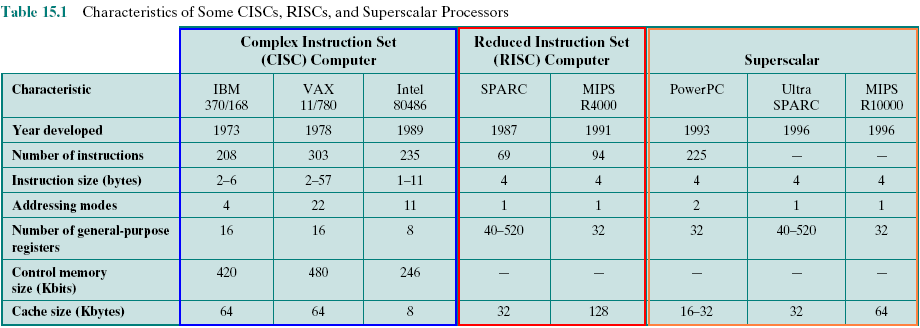 Table 15.1 Characteristics of Some CISCs, RISCs, and Superscalar Processors
Complex Instruction Set
(CISC) Computer
Reduced Instruction Set
(RISC) Computer
Superscalar
Characteristic
IBM
370/168
VAX
11/780
Intel
80486
SPARC
MIPS
R4000
PowerPC
Ultra
SPARC
MIPS
R10000
Year developed 1973 1978 1989 1987 1991 1993 1996 1996
Number of instructions 208 303 235 69 94 225 — —
Instruction size (bytes) 2–6 2–57 1–11 4 4 4 4 4
Addressing modes 4 22 11 1 1 2 1 1
Number of general-purpose
registers
16 16 8 40–520 32 32 40–520 32
Control memory
size (Kbits)
420 480 246 — — — — —
Cache size (Kbytes) 64 64 8 32 128 16–32 32 64